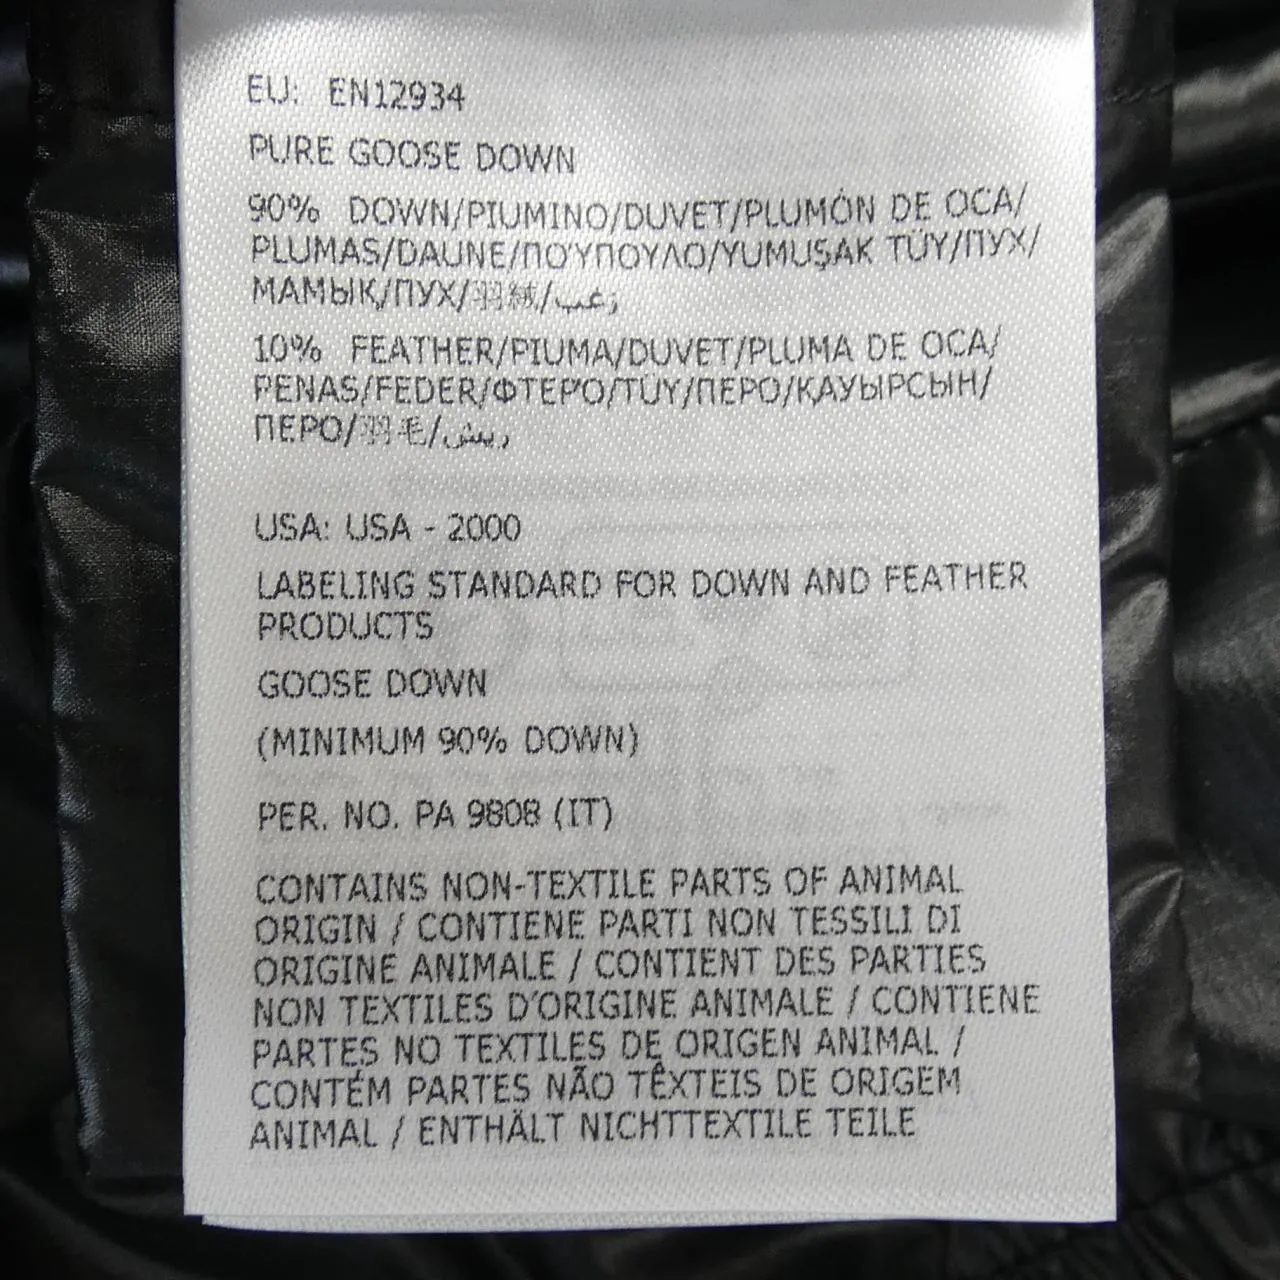 EU: EN12934
PURE GOOSE DOWN
90% DOWN/PIUMINO/DUVET/PLUMÓN DE OCA/
PLUMAS/DAUNE/ΠΟΎΠΟΥΛΟ/YUMUŞAK TÜY/ПУХ/
МАМЫҚ/ПУХ/羽絨/زغب
10% FEATHER/PIUMA/DUVET/PLUMA DE OCA/
PENAS/FEDER/ΦΤΕΡΌ/TÜY/ПЕРО/ҚАУЫРСЫН/
ПЕРО/羽毛/ريش
USA: USA - 2000
LABELING STANDARD FOR DOWN AND FEATHER
PRODUCTS
GOOSE DOWN
(MINIMUM 90% DOWN)
PER. NO. PA 9808 (IT)
CONTAINS NON-TEXTILE PARTS OF ANIMAL
ORIGIN / CONTIENE PARTI NON TESSILI DI
ORIGINE ANIMALE / CONTIENT DES PARTIES
NON TEXTILES D'ORIGINE ANIMALE / CONTIENE
PARTES NO TEXTILES DE ORIGEN ANIMAL /
CONTÉM PARTES NÃO TÊXTEIS DE ORIGEM
ANIMAL / ENTHÄLT NICHTTEXTILE TEILE